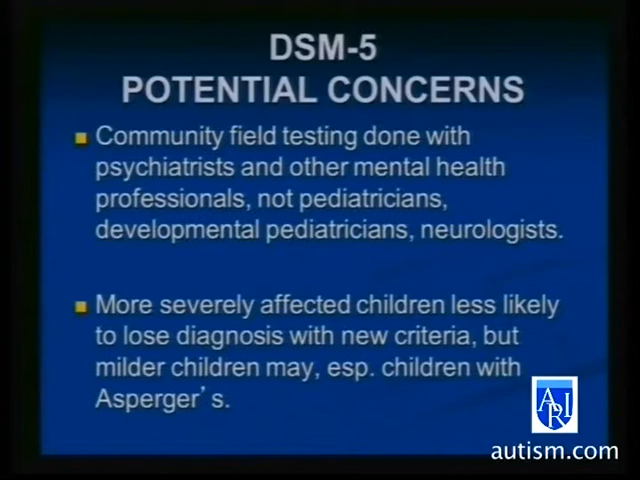 DSM-5
POTENTIAL CONCERNS
Community field testing done with
psychiatrists and other mental health
professionals, not pediatricians,
developmental pediatricians, neurologists.
More severely affected children less likely
to lose diagnosis with new criteria, but
milder children may, esp. children with
Asperger's.
ARI
autism.com